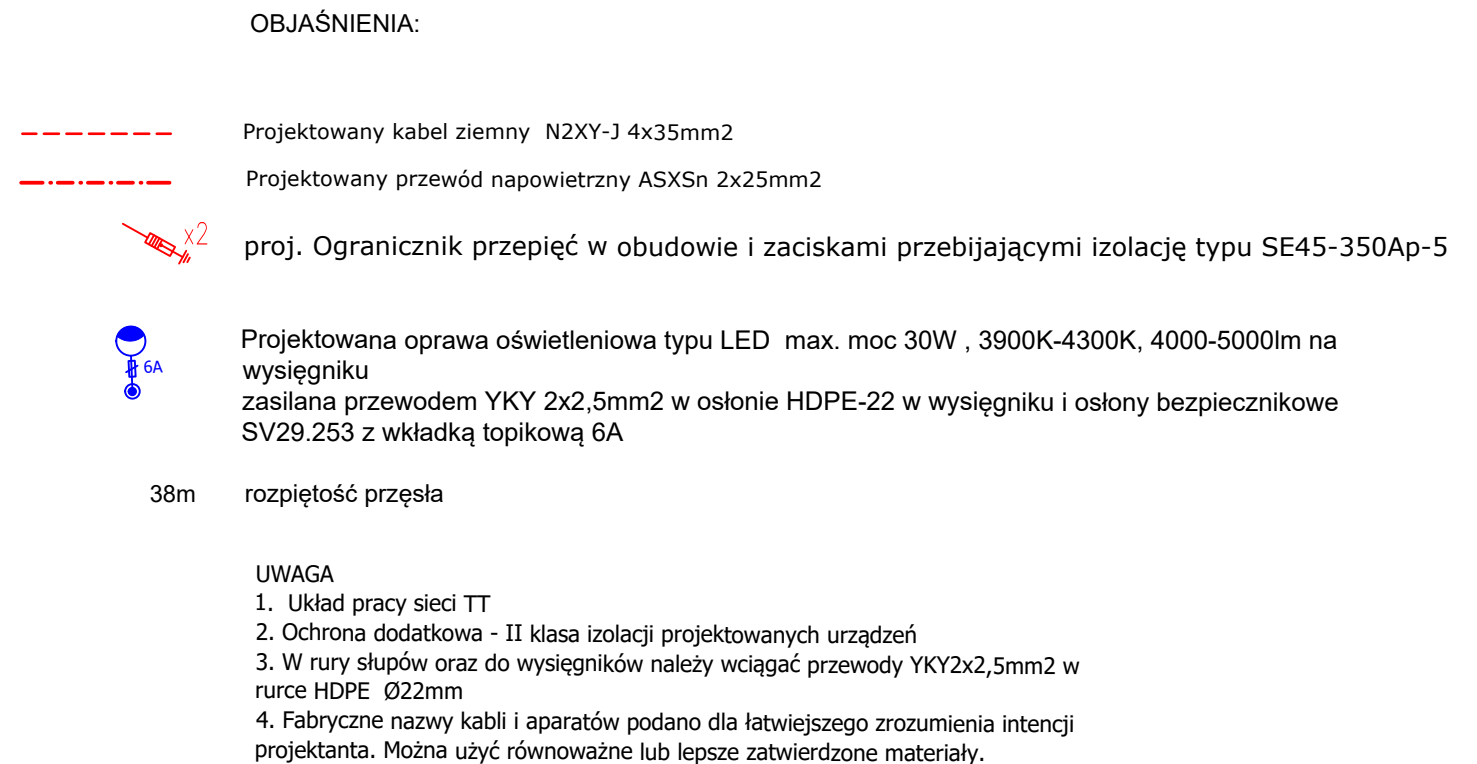 OBJAŚNIENIA:
Projektowany kabel ziemny N2XY-J 4x35mm2
Projektowany przewód napowietrzny ASXSn 2x25mm2
x2 proj. Ogranicznik przepięć w obudowie i zaciskami przebijającymi izolację typu SE45-350Ap-5
Projektowana oprawa oświetleniowa typu LED max. moc 30W , 3900K-4300K, 4000-5000lm na
6A wysięgniku
zasilana przewodem YKY 2x2,5mm2 w osłonie HDPE-22 w wysięgniku i osłony bezpiecznikowe
SV29.253 z wkładką topikową 6A
38m rozpiętość przęsła
UWAGA
1. Układ pracy sieci TT
2. Ochrona dodatkowa - II klasa izolacji projektowanych urządzeń
3. W rury słupów oraz do wysięgników należy wciągać przewody YKY2x2,5mm2 w
rurce HDPE Ø22mm
4. Fabryczne nazwy kabli i aparatów podano dla łatwiejszego zrozumienia intencji
projektanta. Można użyć równoważne lub lepsze zatwierdzone materiały.